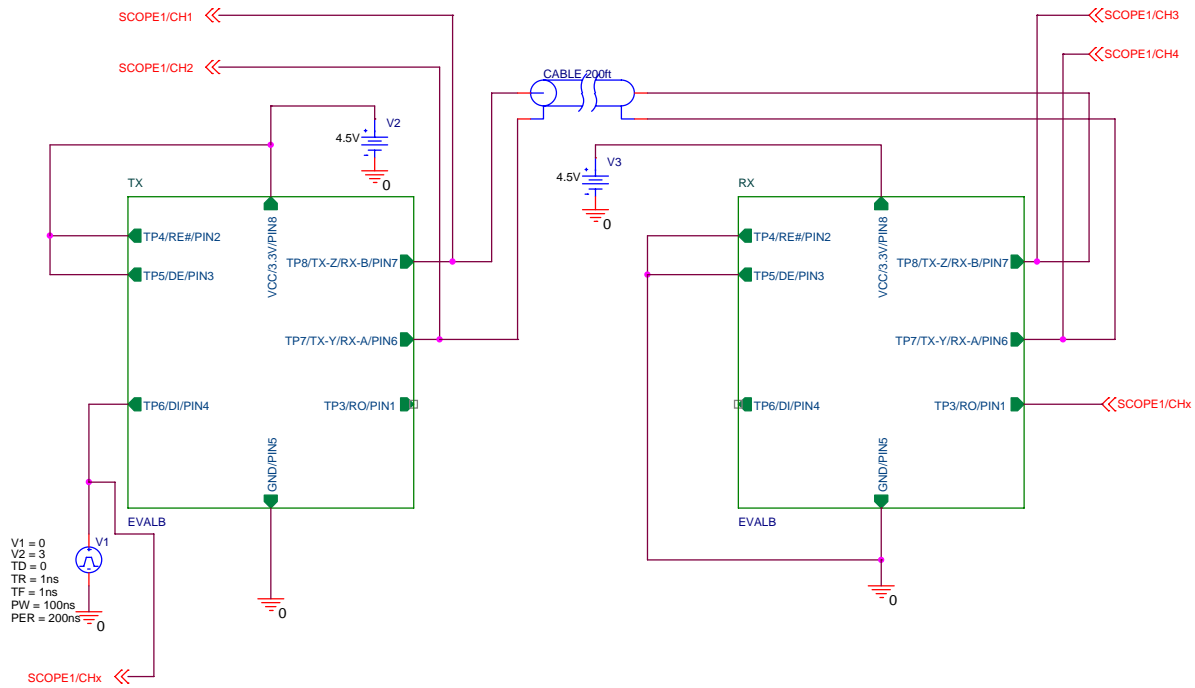 SCOPE1/CH1
SCOPE1/CH3
SCOPE1/CH2
SCOPE1/CH4
CABLE 200ft
V2
4.5V
0
V3
4.5V
0
TX
TP4/RE#/PIN2
TP5/DE/PIN3
VCC/3.3V/PIN8
TP8/TX-Z/RX-B/PIN7
TP7/TX-Y/RX-A/PIN6
TP6/DI/PIN4
TP3/RO/PIN1
GND/PIN5
EVALB
0
RX
TP4/RE#/PIN2
TP5/DE/PIN3
VCC/3.3V/PIN8
TP8/TX-Z/RX-B/PIN7
TP7/TX-Y/RX-A/PIN6
TP6/DI/PIN4
TP3/RO/PIN1
SCOPE1/CHx
GND/PIN5
EVALB
0
V1
V1 = 0
V2 = 3
TD = 0
TR = 1ns
TF = 1ns
PW = 100ns
PER = 200ns
0
SCOPE1/CHx